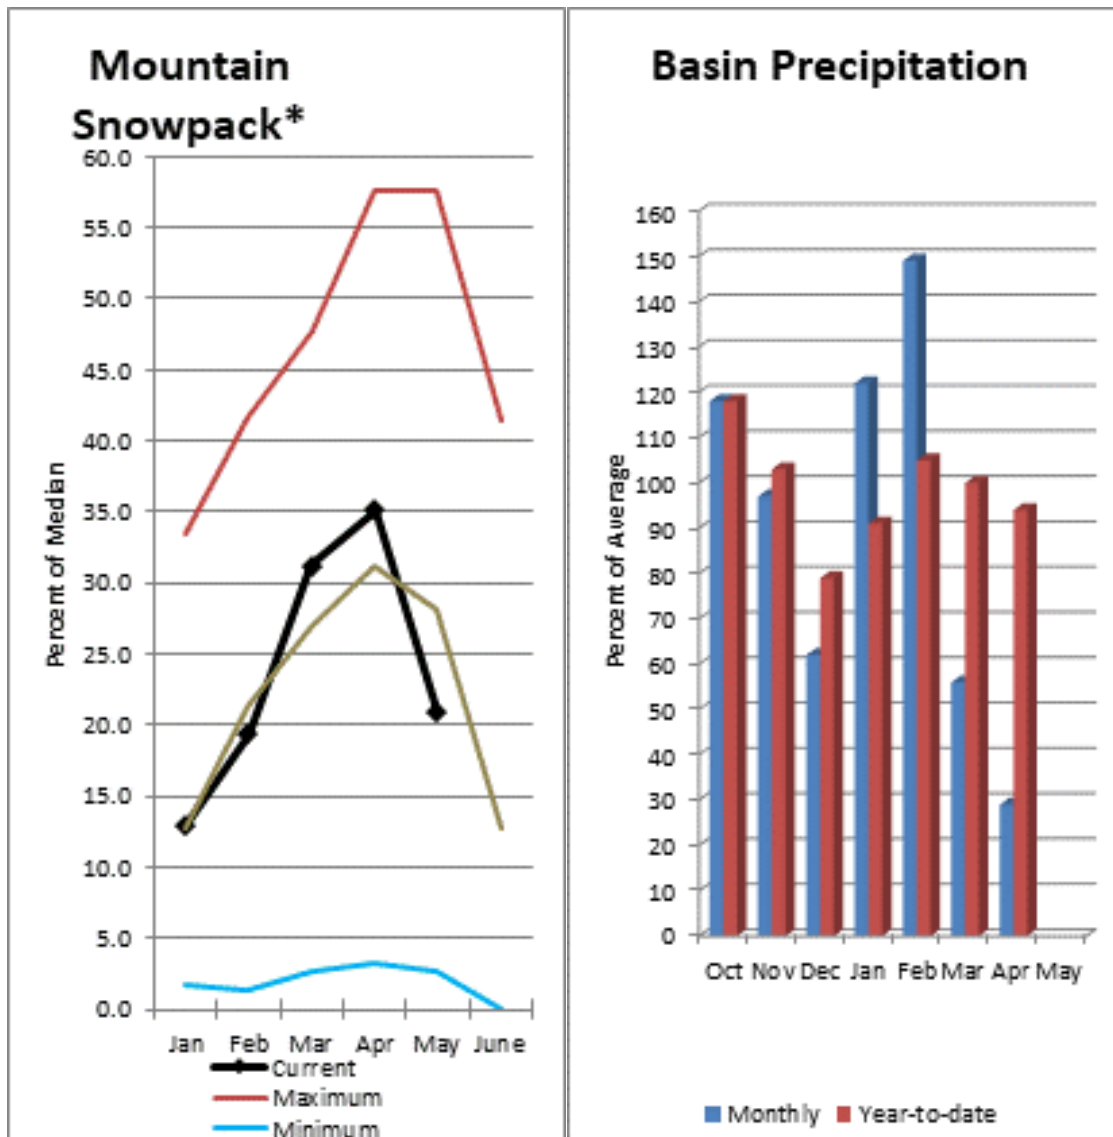 Mountain
Snowpack*
60.0
55.0
50.0
45.0
40.0
35.0
30.0
25.0
20.0
15.0
10.0
5.0
0.0
Percent of Median
Jan Feb Mar Apr May June
Current
Maximum
Minimum
Basin Precipitation
160
150
140
130
120
110
100
90
80
70
60
50
40
30
20
10
0
Percent of Average
Oct Nov Dec Jan Feb Mar Apr May
Monthly Year-to-date